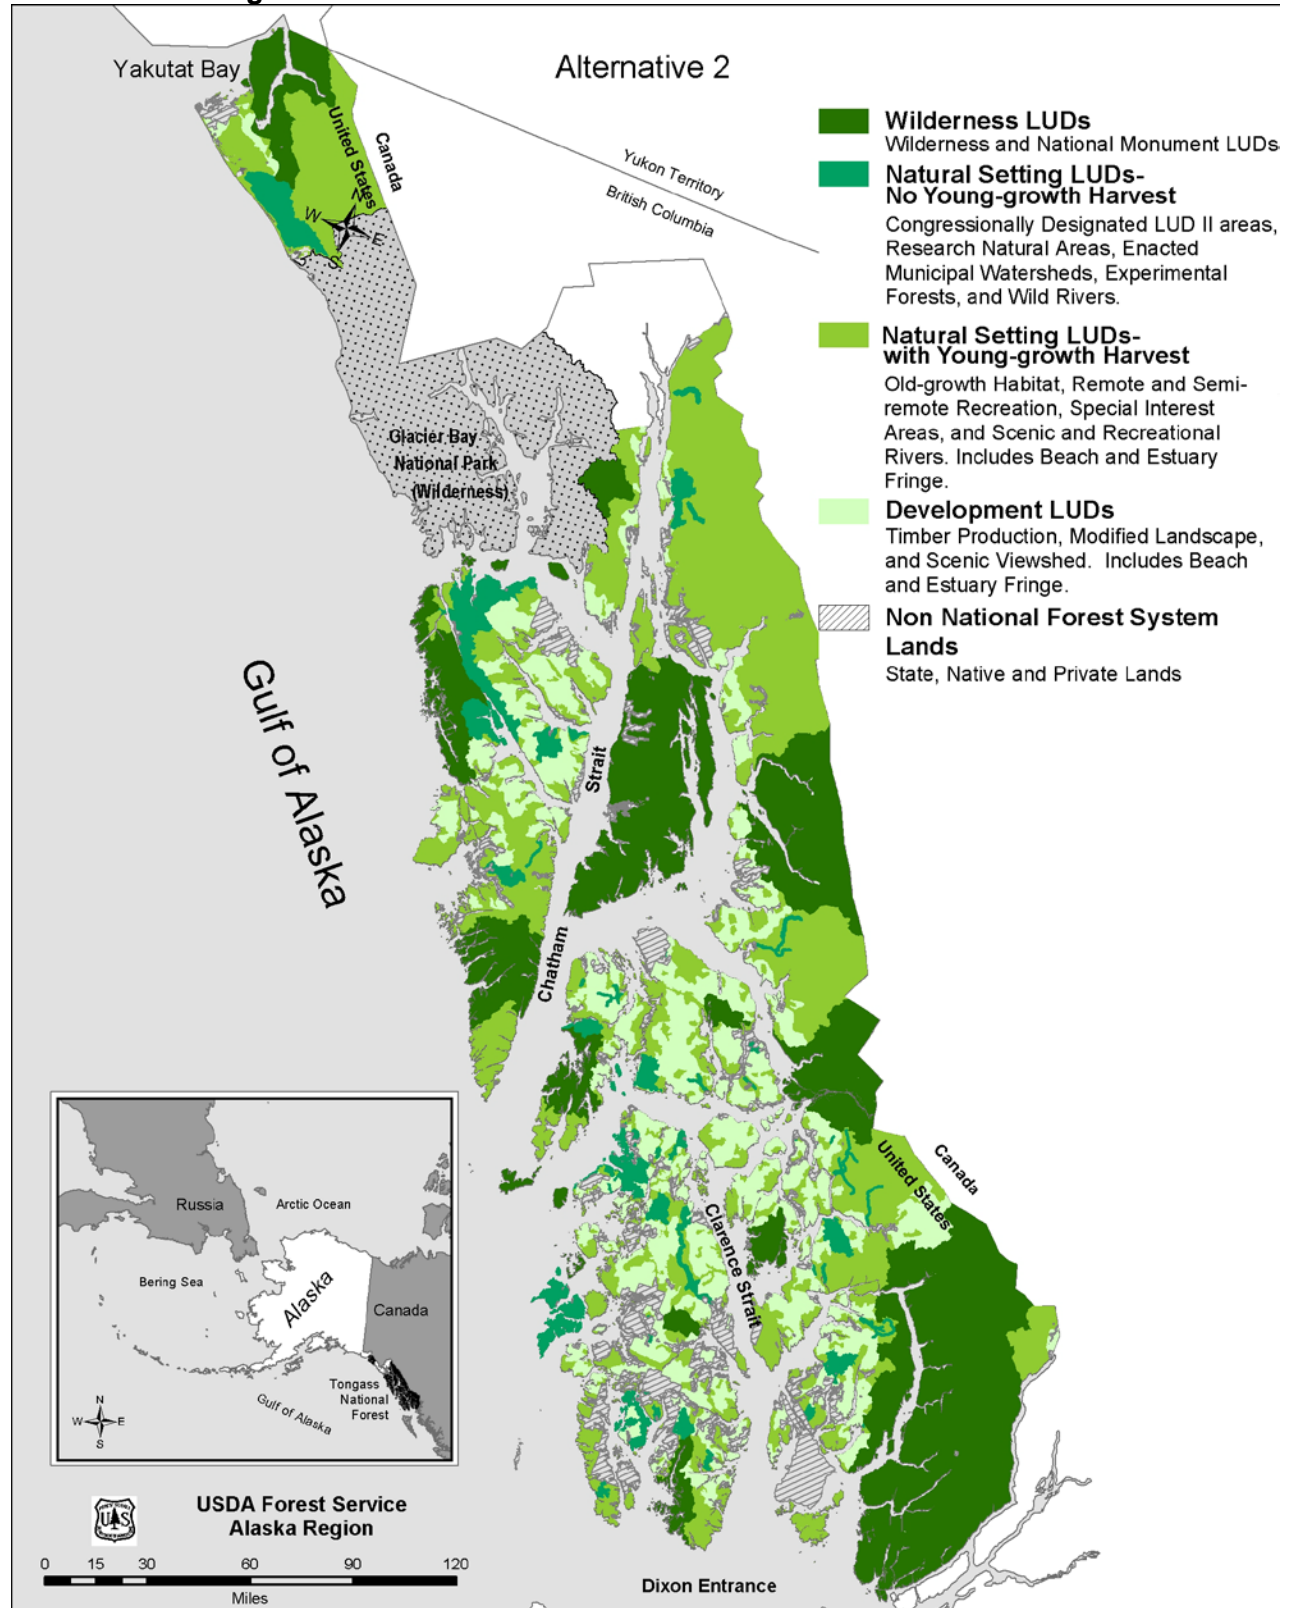 Alternative 2
Yakutat Bay
United States
Canada
Yukon Territory
British Columbia
N
W
E
S
Wilderness LUDs
Wilderness and National Monument LUDs
Natural Setting LUDs-
No Young-growth Harvest
Congressionally Designated LUD II areas,
Research Natural Areas, Enacted
Municipal Watersheds, Experimental
Forests, and Wild Rivers.
Natural Setting LUDs-
with Young-growth Harvest
Old-growth Habitat, Remote and Semi-
remote Recreation, Special Interest
Areas, and Scenic and Recreational
Rivers. Includes Beach and Estuary
Fringe.
Development LUDs
Timber Production, Modified Landscape,
and Scenic Viewshed. Includes Beach
and Estuary Fringe.
Non National Forest System
Lands
State, Native and Private Lands
Glacier Bay
National Park
(Wilderness)
Gulf of Alaska
Chatham
Strait
Clarence Strait
United States
Canada
Russia
Arctic Ocean
Bering Sea
Alaska
Canada
Tongass
National
Forest
Gulf of Alaska
N
W
E
S
U S
USDA Forest Service
Alaska Region
0 15 30 60 90 120
Miles
Dixon Entrance